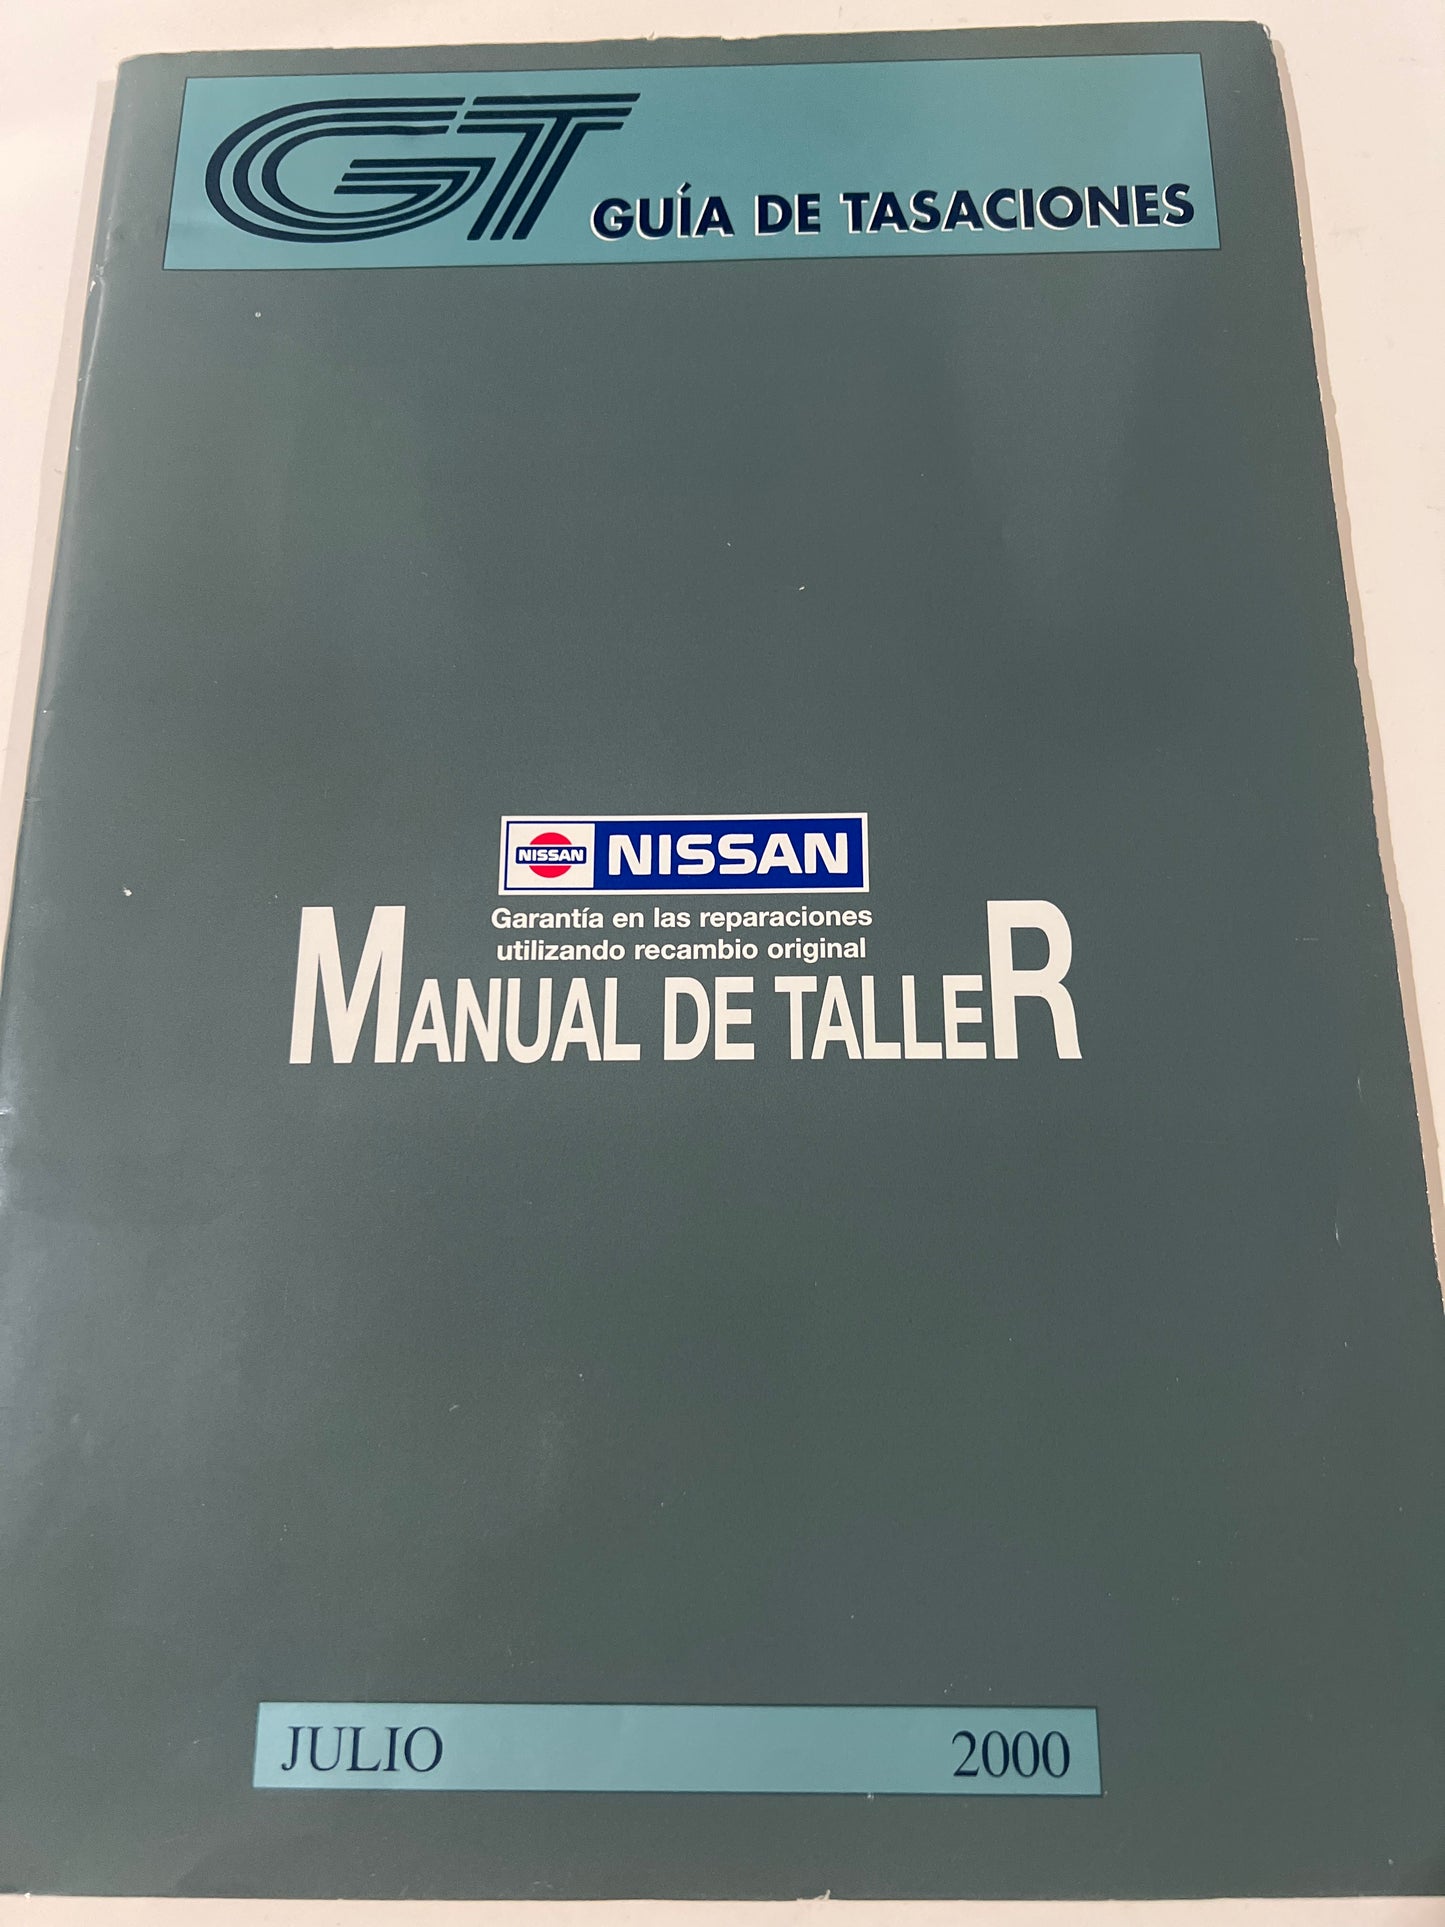 GT GUÍA DE TASACIONES
NISSAN NISSAN
Garantía en las reparaciones
utilizando recambio original
MANUAL DE TALLER
JULIO 2000